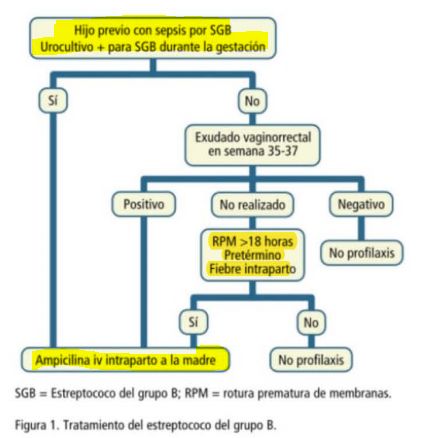 Hijo previo con sepsis por SGB
Urocultivo + para SGB durante la gestación
Sí
No
Exudado vaginorrectal
en semana 35-37
Positivo
No realizado
Negativo
RPM >18 horas
Pretérmino
Fiebre intraparto
No profilaxis
Sí
No
Ampicilina iv intraparto a la madre
No profilaxis
SGB = Estreptococo del grupo B; RPM = rotura prematura de membranas.
Figura 1. Tratamiento del estreptococo del grupo B.